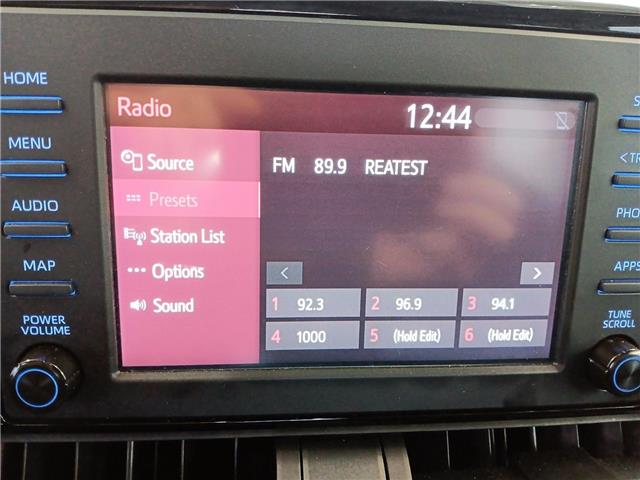 HOME
MENU
AUDIO
MAP
POWER
VOLUME
Radio
12:44
Source
Presets
Station List
Options
Sound
FM 89.9 REATEST
< >
1 92.3 2 96.9 3 94.1
4 1000 5 (Hold Edit) 6 (Hold Edit)
S
<TR
PHO
APPS
TUNE
SCROLL